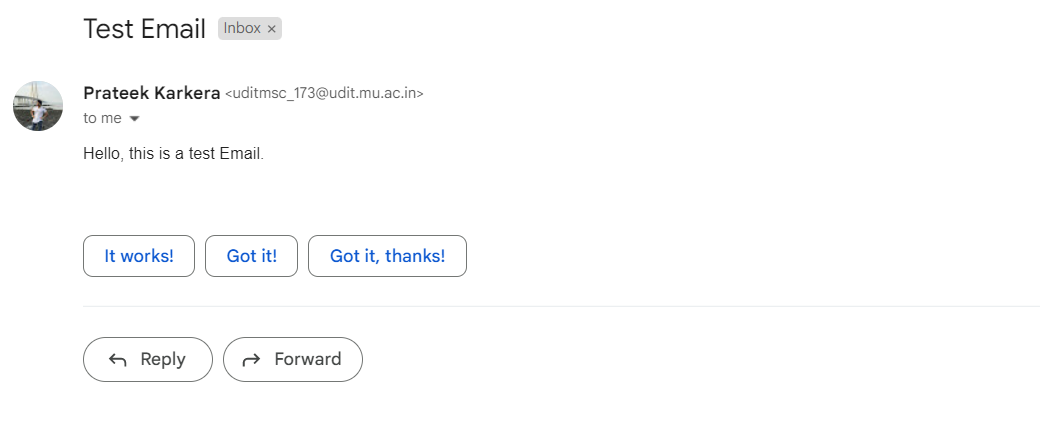 Test Email Inbox ×
Prateek Karkera <uditmsc_173@udit.mu.ac.in>
to me
Hello, this is a test Email.
It works! Got it! Got it, thanks!
Reply Forward